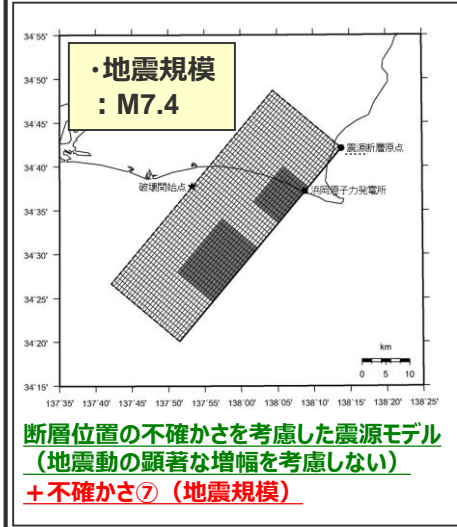 ・地震規模
：M7.4
34˚55'
34˚50'
34˚45'
34˚40'
34˚35'
34˚30'
34˚25'
34˚20'
34˚15'
震源断層原点
破壊開始点
浜岡原子力発電所
km
0 5 10
137˚35' 137˚40' 137˚45' 137˚50' 137˚55' 138˚00' 138˚05' 138˚10' 138˚15' 138˚20' 138˚25'
断層位置の不確かさを考慮した震源モデル
（地震動の顕著な増幅を考慮しない）
＋不確かさ⑦（地震規模）